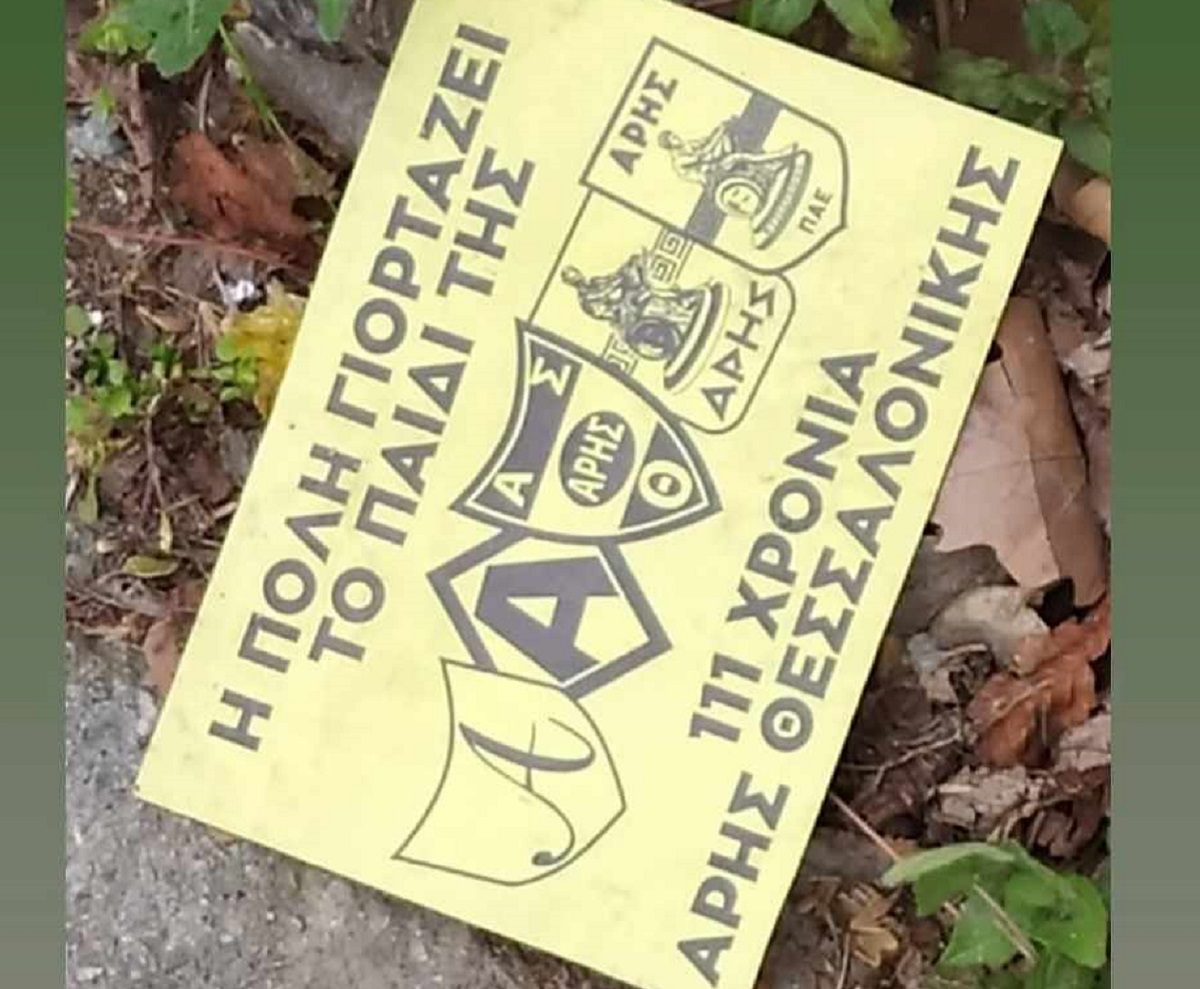 Η ΠΟΛΗ ΓΙΟΡΤΑΖΕΙ
ΤΟ ΠΑΙΔΙ ΤΗΣ
Α
Α
Α Σ
ΑΡΗΣ
Θ
ΑΡΗΣ
ΑΡΗΣ
ΠΑΕ
111 ΧΡΟΝΙΑ
ΑΡΗΣ ΘΕΣΣΑΛΟΝΙΚΗΣ